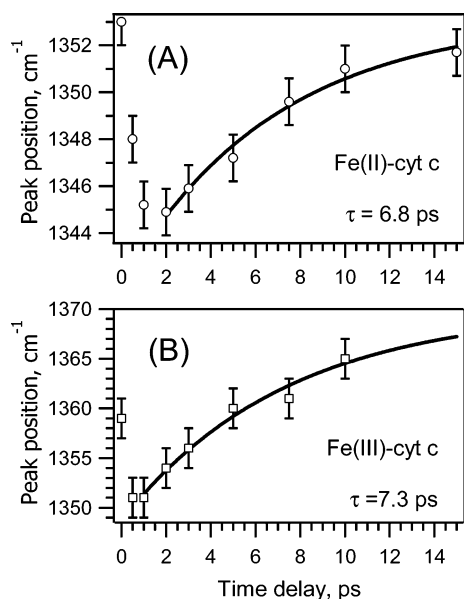 1352
1350
1348
1346
1344
Peak position, cm⁻¹
(A)
Fe(II)-cyt c
τ = 6.8 ps
0 2 4 6 8 10 12 14
1370
1365
1360
1355
1350
Peak position, cm⁻¹
(B)
Fe(III)-cyt c
τ =7.3 ps
0 2 4 6 8 10 12 14
Time delay, ps